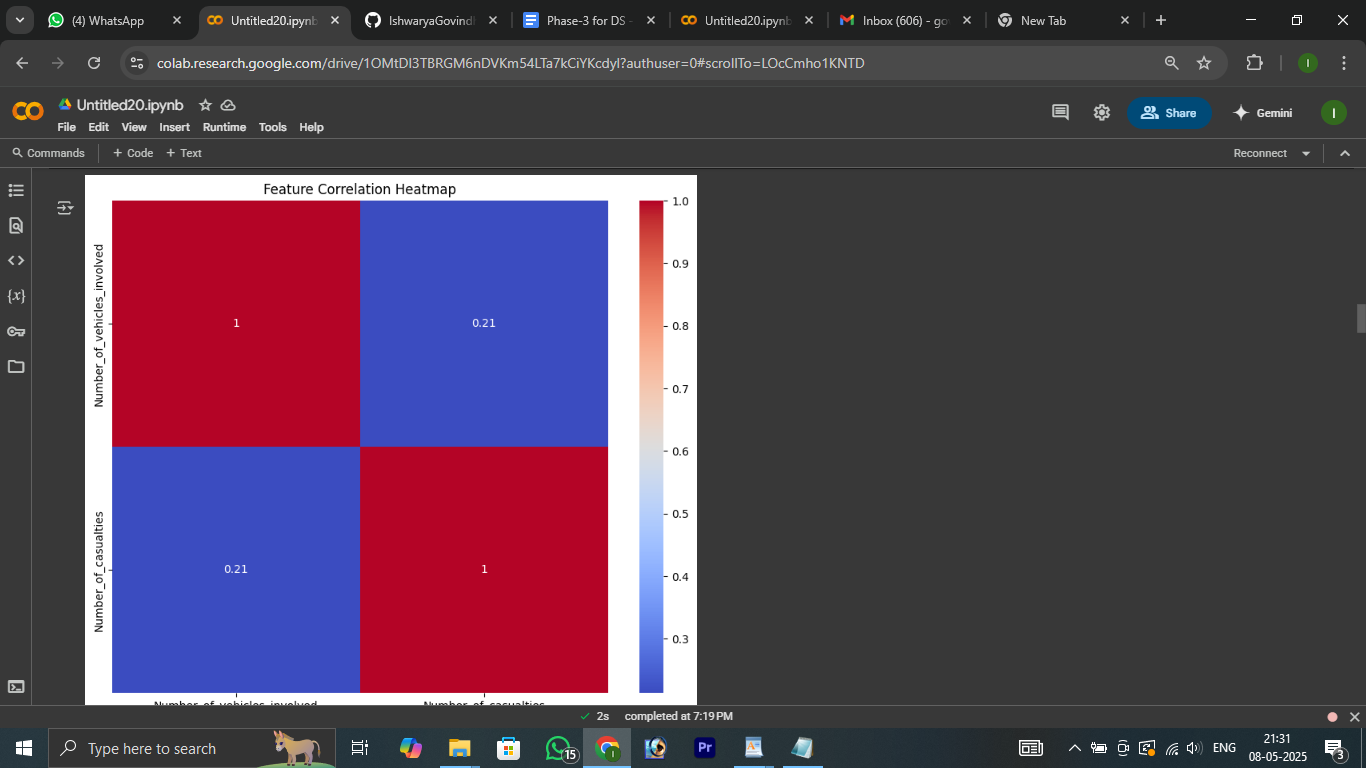 (4) WhatsApp
Untitled20.ipynb
IshwaryaGovindh
Phase-3 for DS -
Untitled20.ipynb
Inbox (606) - go
New Tab
colab.research.google.com/drive/1OMtDl3TBRGM6nDVKm54LTa7kCiYKcdyl?authuser=0#scrollTo=LOcCmho1KNTD
I
Untitled20.ipynb
File Edit View Insert Runtime Tools Help
Share
Gemini
I
Commands
+ Code + Text
Reconnect
Feature Correlation Heatmap
Number_of_vehicles_involved
Number_of_casualties
1
0.21
0.21
1
1.0
0.9
0.8
0.7
0.6
0.5
0.4
0.3
Number_of_vehicles_involved
Number_of_casualties
2s completed at 7:19 PM
Type here to search
15
I
Pr
ENG
21:31
08-05-2025
3